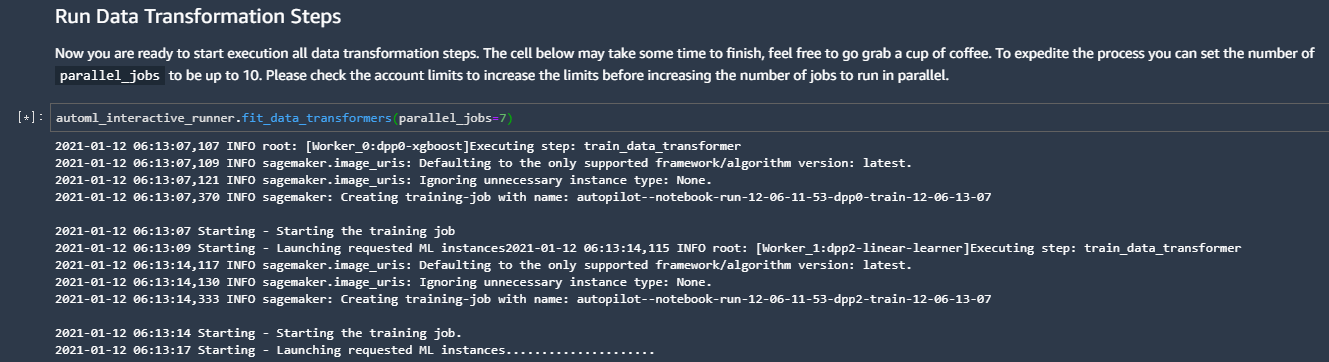 Run Data Transformation Steps
Now you are ready to start execution all data transformation steps. The cell below may take some time to finish, feel free to go grab a cup of coffee. To expedite the process you can set the number of
parallel_jobs to be up to 10. Please check the account limits to increase the limits before increasing the number of jobs to run in parallel.
[*]: automl_interactive_runner.fit_data_transformers(parallel_jobs=7)
2021-01-12 06:13:07,107 INFO root: [Worker_0:dpp0-xgboost]Executing step: train_data_transformer
2021-01-12 06:13:07,109 INFO sagemaker.image_uris: Defaulting to the only supported framework/algorithm version: latest.
2021-01-12 06:13:07,121 INFO sagemaker.image_uris: Ignoring unnecessary instance type: None.
2021-01-12 06:13:07,370 INFO sagemaker: Creating training-job with name: autopilot--notebook-run-12-06-11-53-dpp0-train-12-06-13-07
2021-01-12 06:13:07 Starting - Starting the training job
2021-01-12 06:13:09 Starting - Launching requested ML instances2021-01-12 06:13:14,115 INFO root: [Worker_1:dpp2-linear-learner]Executing step: train_data_transformer
2021-01-12 06:13:14,117 INFO sagemaker.image_uris: Defaulting to the only supported framework/algorithm version: latest.
2021-01-12 06:13:14,130 INFO sagemaker.image_uris: Ignoring unnecessary instance type: None.
2021-01-12 06:13:14,333 INFO sagemaker: Creating training-job with name: autopilot--notebook-run-12-06-11-53-dpp2-train-12-06-13-07
2021-01-12 06:13:14 Starting - Starting the training job.
2021-01-12 06:13:17 Starting - Launching requested ML instances.....................